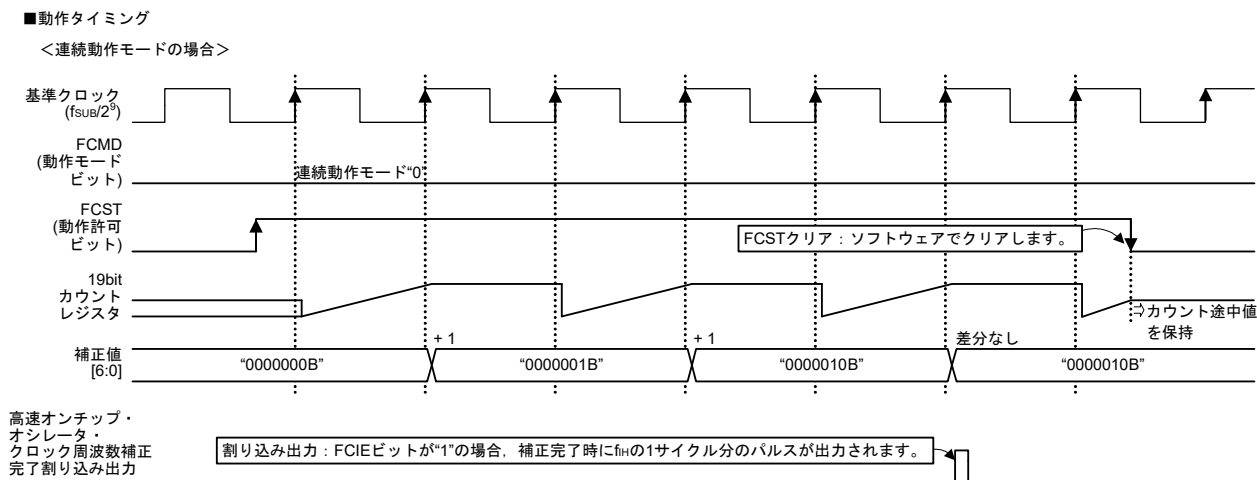 ■動作タイミング
＜連続動作モードの場合＞
基準クロック
(fSUB/2⁹)
FCMD
(動作モード
ビット)
連続動作モード“0”
FCST
(動作許可
ビット)
FCSTクリア：ソフトウェアでクリアします。
19bit
カウント
レジスタ
⇒カウント途中値
を保持
補正値
[6:0]
“0000000B”
+ 1
“0000001B”
+ 1
“0000010B”
差分なし
“0000010B”
高速オンチップ・
オシレータ・
クロック周波数補正
完了割り込み出力
割り込み出力：FCIEビットが“1”の場合，補正完了時にfIHの1サイクル分のパルスが出力されます。